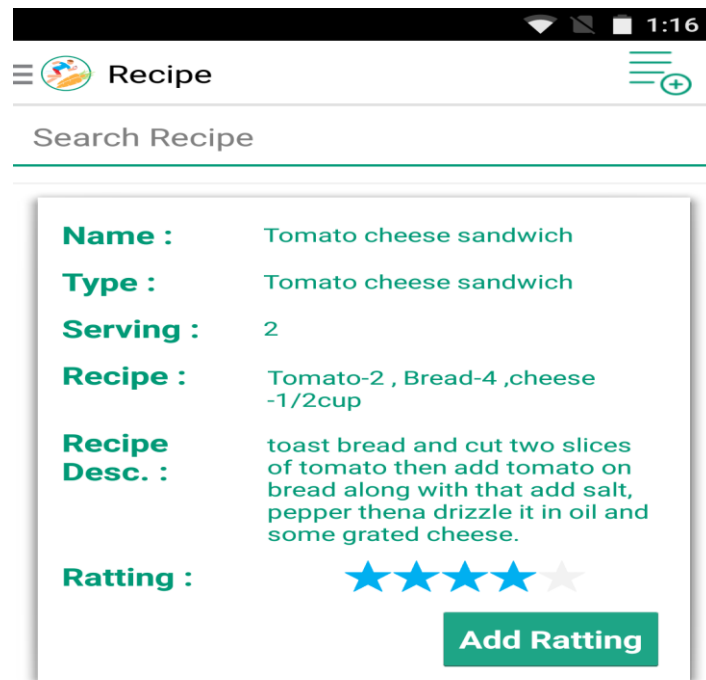 1:16
Recipe
Search Recipe
Name : Tomato cheese sandwich
Type : Tomato cheese sandwich
Serving : 2
Recipe : Tomato-2 , Bread-4 ,cheese
-1/2cup
Recipe
Desc. :
toast bread and cut two slices
of tomato then add tomato on
bread along with that add salt,
pepper thena drizzle it in oil and
some grated cheese.
Ratting :
Add Ratting